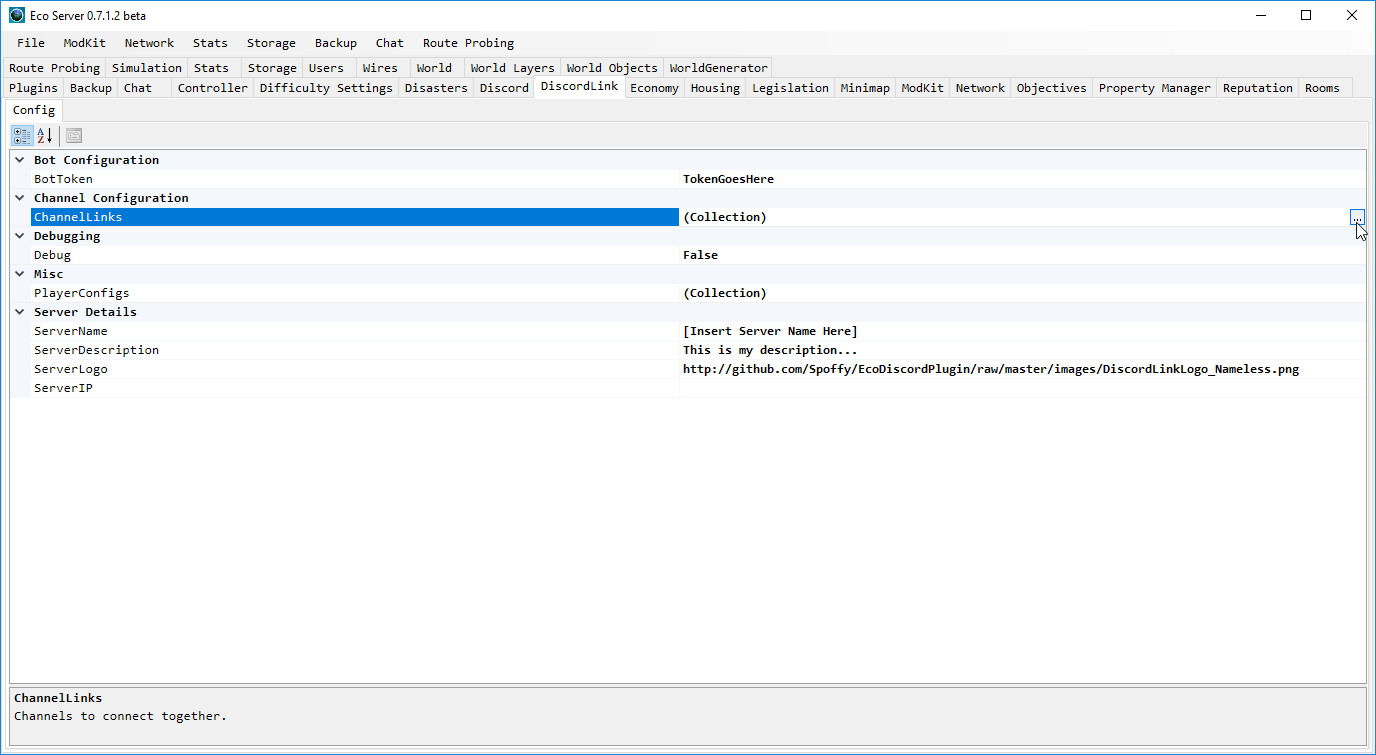 Eco Server 0.7.1.2 beta
File ModKit Network Stats Storage Backup Chat Route Probing
Route Probing Simulation Stats Storage Users Wires World World Layers World Objects WorldGenerator
Plugins Backup Chat Controller Difficulty Settings Disasters Discord DiscordLink Economy Housing Legislation Minimap ModKit Network Objectives Property Manager Reputation Rooms
Config
Bot Configuration
BotToken TokenGoesHere
Channel Configuration
ChannelLinks (Collection) ...
Debugging
Debug False
Misc
PlayerConfigs (Collection)
Server Details
ServerName [Insert Server Name Here]
ServerDescription This is my description...
ServerLogo http://github.com/Spoffy/EcoDiscordPlugin/raw/master/images/DiscordLinkLogo_Nameless.png
ServerIP
ChannelLinks
Channels to connect together.